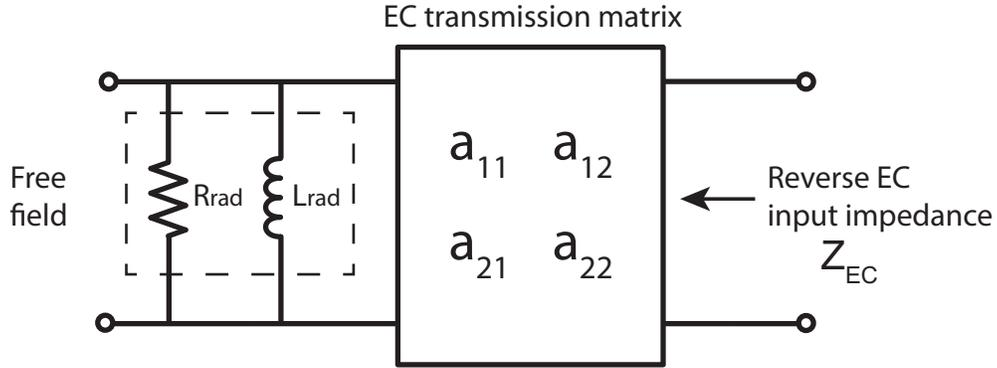 EC transmission matrix
Free
field
Rrad
Lrad
a11 a12
a21 a22
Reverse EC
input impedance
ZEC